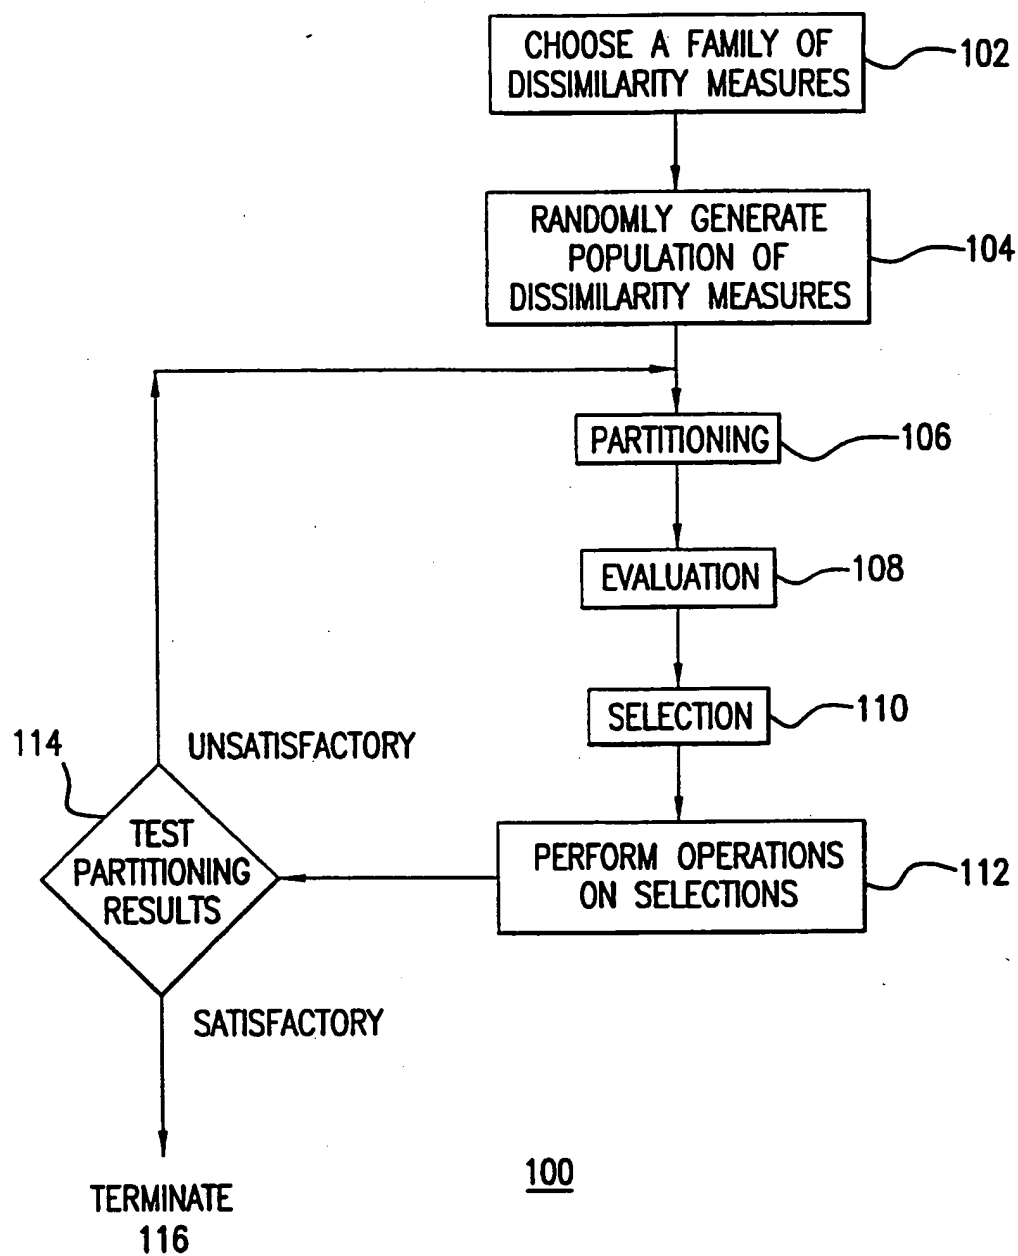 CHOOSE A FAMILY OF
DISSIMILARITY MEASURES
102
RANDOMLY GENERATE
POPULATION OF
DISSIMILARITY MEASURES
104
PARTITIONING
106
EVALUATION
108
SELECTION
110
PERFORM OPERATIONS
ON SELECTIONS
112
114
UNSATISFACTORY
TEST
PARTITIONING
RESULTS
SATISFACTORY
TERMINATE
116
100